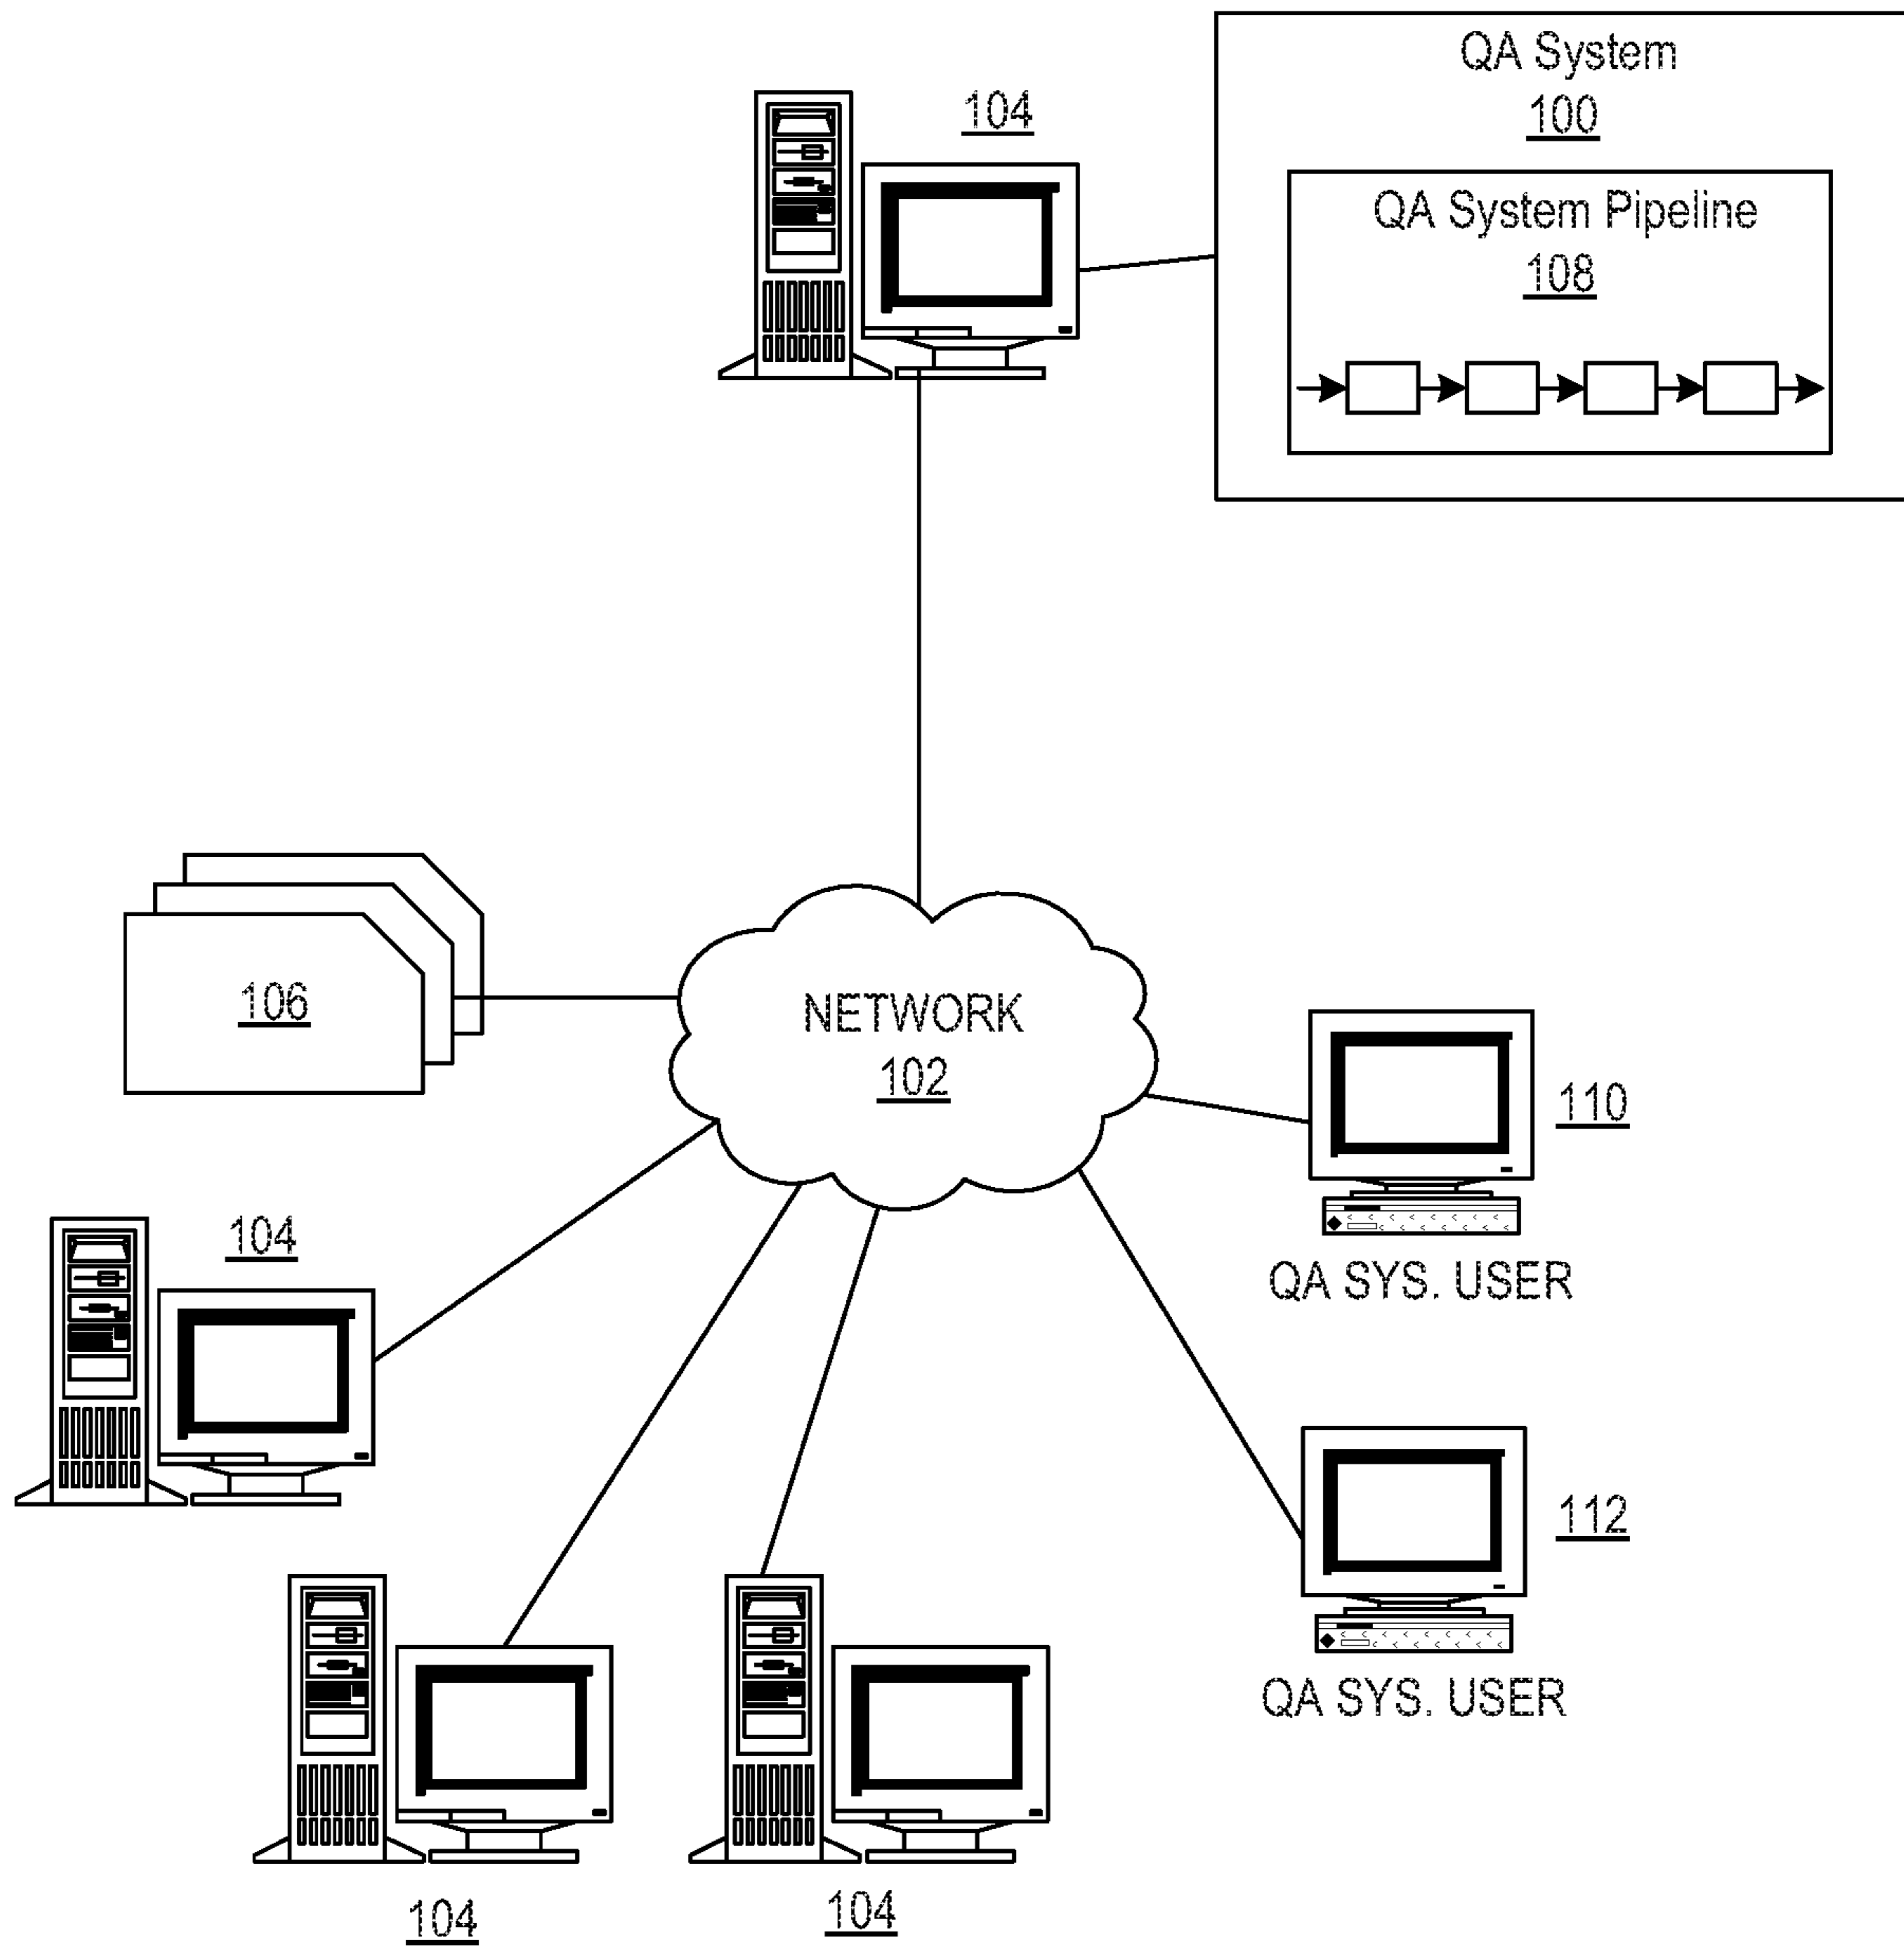 QA System
100
104
QA System Pipeline
108
106
NETWORK
102
110
QA SYS. USER
104
112
QA SYS. USER
104
104